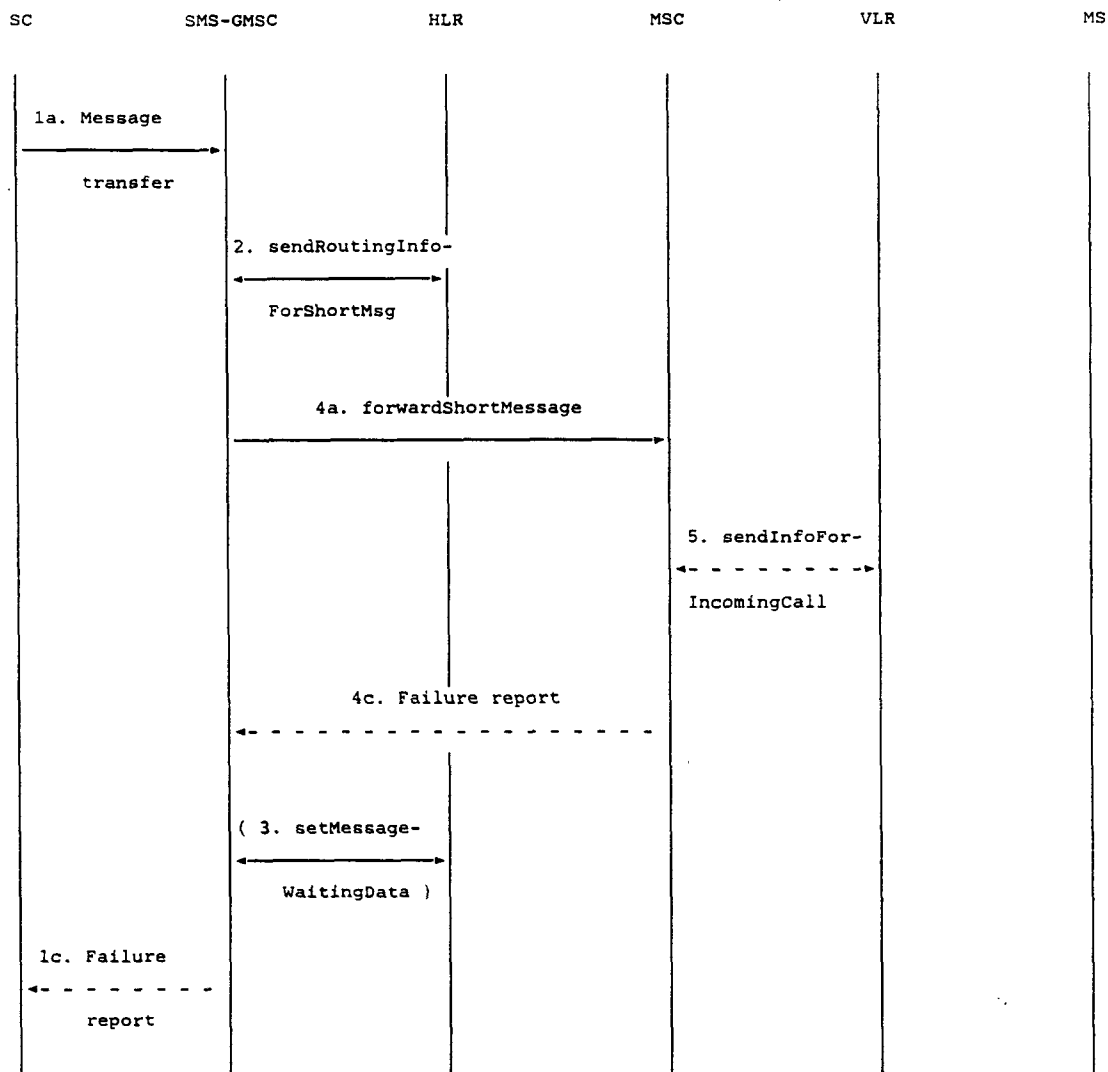 SC SMS-GMSC HLR MSC VLR MS
1a. Message
transfer
2. sendRoutingInfo-
ForShortMsg
4a. forwardShortMessage
5. sendInfoFor-
IncomingCall
4c. Failure report
( 3. setMessage-
WaitingData )
1c. Failure
report